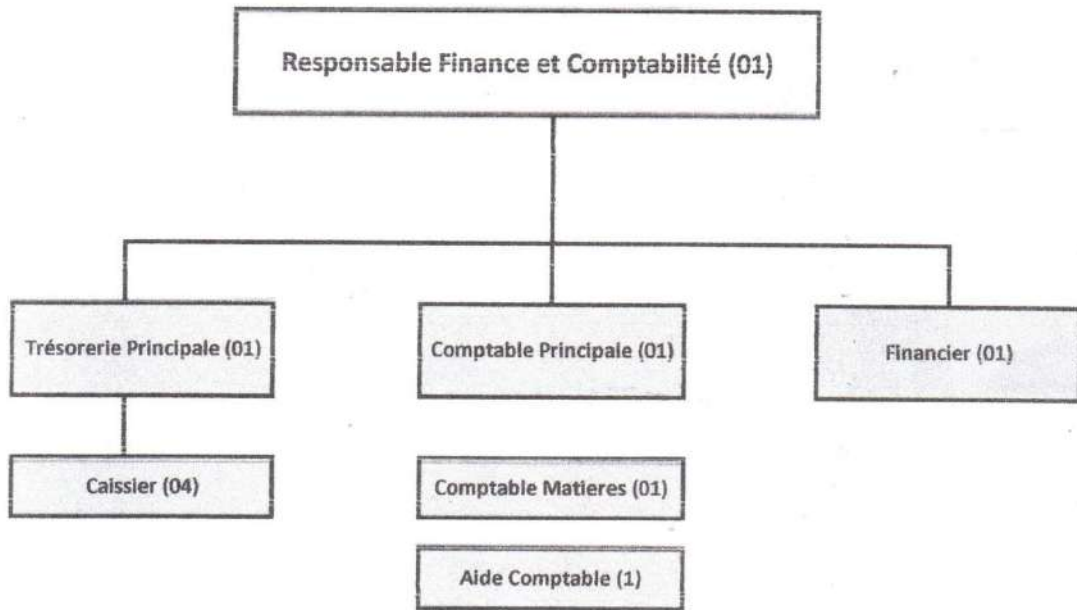 Responsable Finance et Comptabilité (01)
Trésorerie Principale (01)
Comptable Principale (01)
Financier (01)
Caissier (04)
Comptable Matieres (01)
Aide Comptable (1)